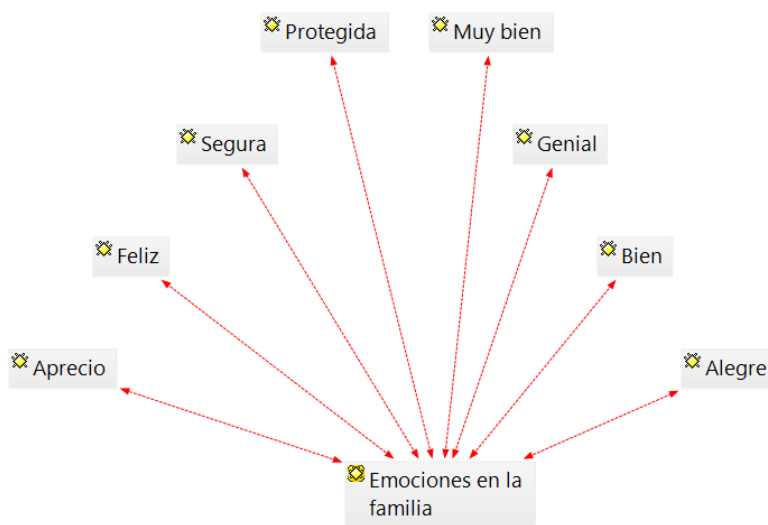 Protegida
Muy bien
Segura
Genial
Feliz
Bien
Aprecio
Alegre
Emociones en la
familia